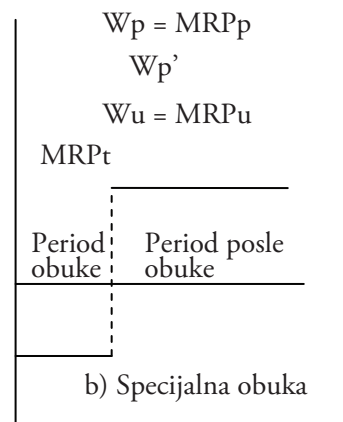 Wp = MRPp
Wp’
Wu = MRPu
MRPt
Period obuke
Period posle obuke
b) Specijalna obuka